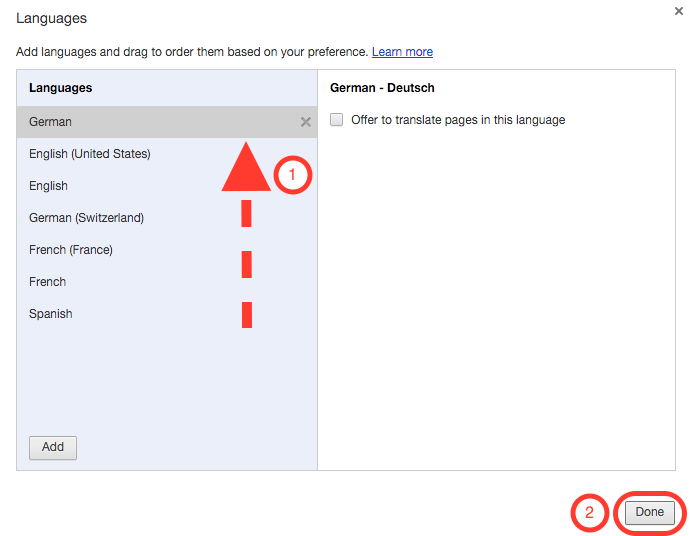 Languages
Add languages and drag to order them based on your preference. Learn more
Languages
German
English (United States)
English
German (Switzerland)
French (France)
French
Spanish
Add
German - Deutsch
Offer to translate pages in this language
1
2
Done